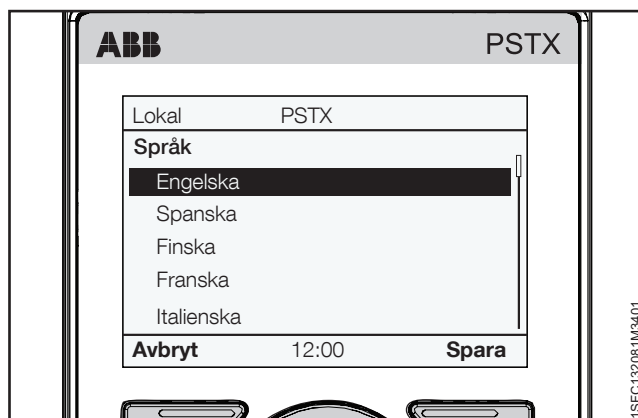 ABB PSTX
Lokal PSTX
Språk
Engelska
Spanska
Finska
Franska
Italienska
Avbryt 12:00 Spara
1SFC132081M3401